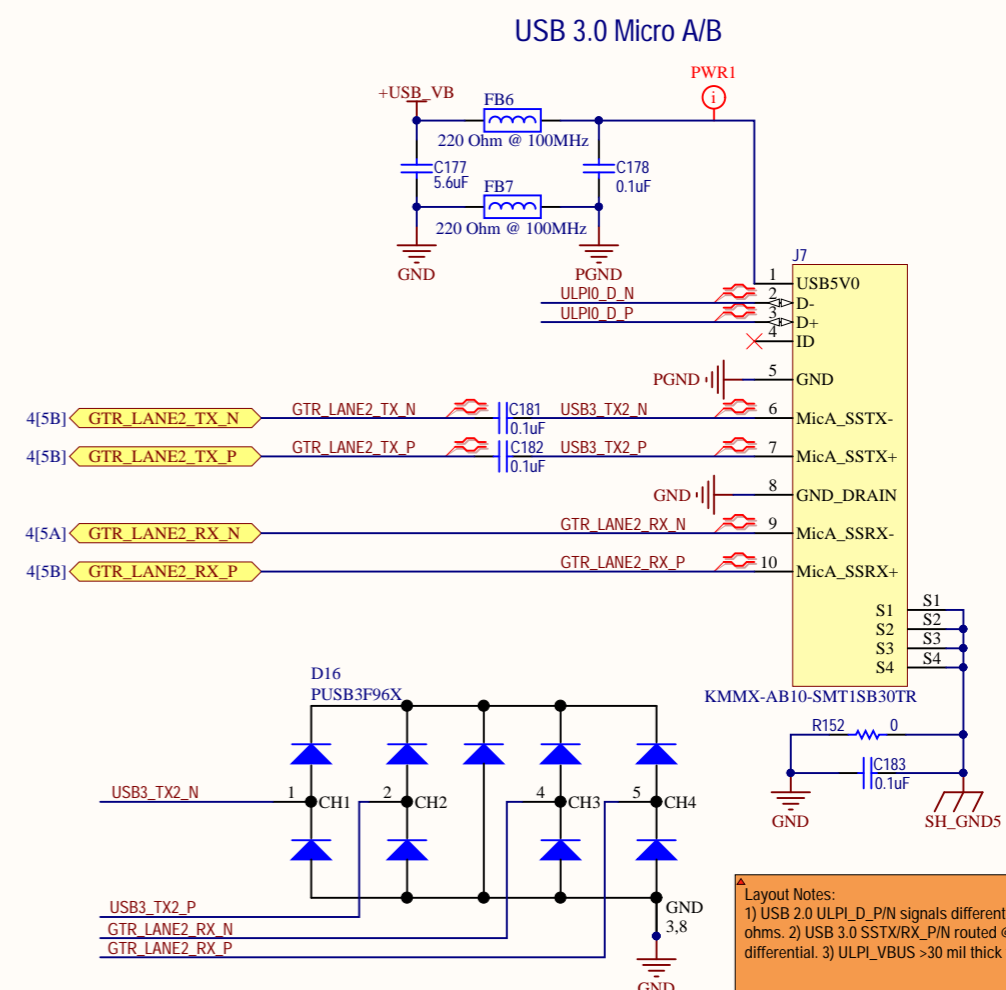 USB 3.0 Micro A/B
PWR1
i
+USB_VB
FB6
220 Ohm @ 100MHz
C177
5.6uF
C178
0.1uF
FB7
220 Ohm @ 100MHz
GND
PGND
J7
1 USB5V0
ULPI0_D_N 2 D-
ULPI0_D_P 3 D+
4 ID
PGND 5 GND
4[5B] GTR_LANE2_TX_N GTR_LANE2_TX_N C181 USB3_TX2_N 6 MicA_SSTX-
0.1uF
4[5B] GTR_LANE2_TX_P GTR_LANE2_TX_P C182 USB3_TX2_P 7 MicA_SSTX+
0.1uF
GND 8 GND_DRAIN
4[5A] GTR_LANE2_RX_N GTR_LANE2_RX_N 9 MicA_SSRX-
4[5B] GTR_LANE2_RX_P GTR_LANE2_RX_P 10 MicA_SSRX+
S1 S1
S2 S2
S3 S3
S4 S4
KMMX-AB10-SMT1SB30TR
R152 0
C183
0.1uF
GND
SH_GND5
D16
PUSB3F96X
USB3_TX2_N 1 CH1 2 CH2 4 CH3 5 CH4
USB3_TX2_P
GTR_LANE2_RX_N
GTR_LANE2_RX_P
GND
3,8
GND
Layout Notes:
1) USB 2.0 ULPI_D_P/N signals different
ohms. 2) USB 3.0 SSTX/RX_P/N routed @
differential. 3) ULPI_VBUS >30 mil thick